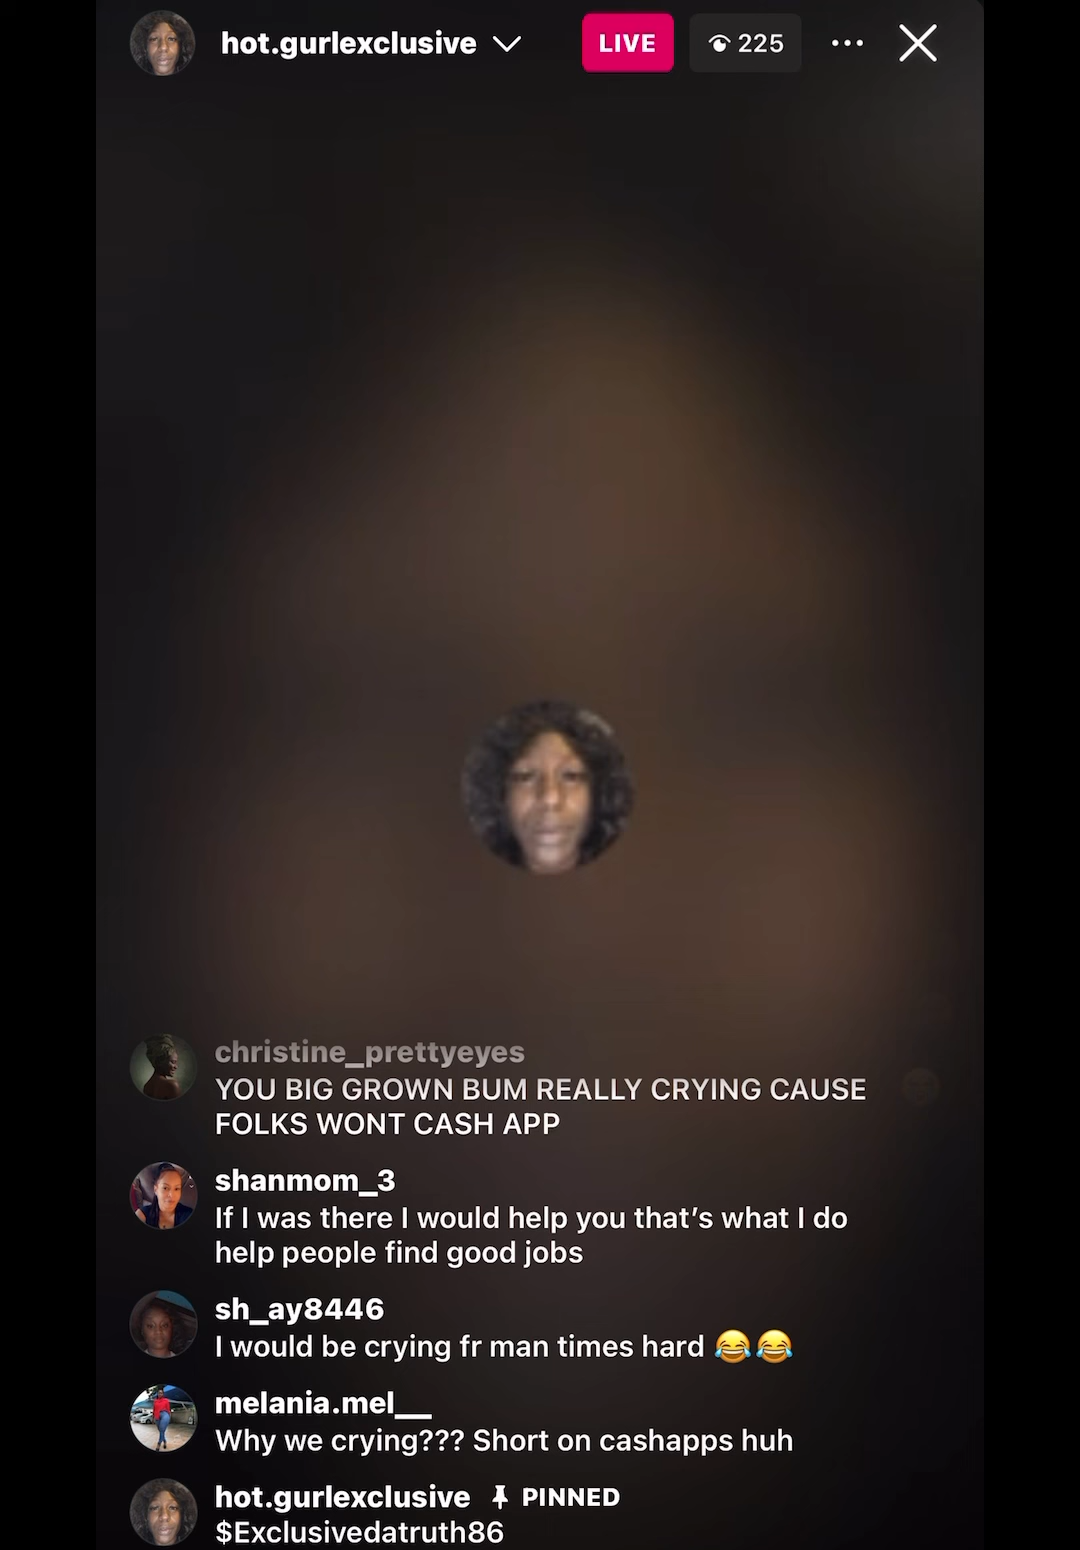 hot.gurlexclusive
LIVE
225
christine_prettyeyes
YOU BIG GROWN BUM REALLY CRYING CAUSE
FOLKS WONT CASH APP
shanmom_3
If I was there I would help you that’s what I do
help people find good jobs
sh_ay8446
I would be crying fr man times hard 😂😂
melania.mel__
Why we crying??? Short on cashapps huh
hot.gurlexclusive PINNED
$Exclusivedatruth86